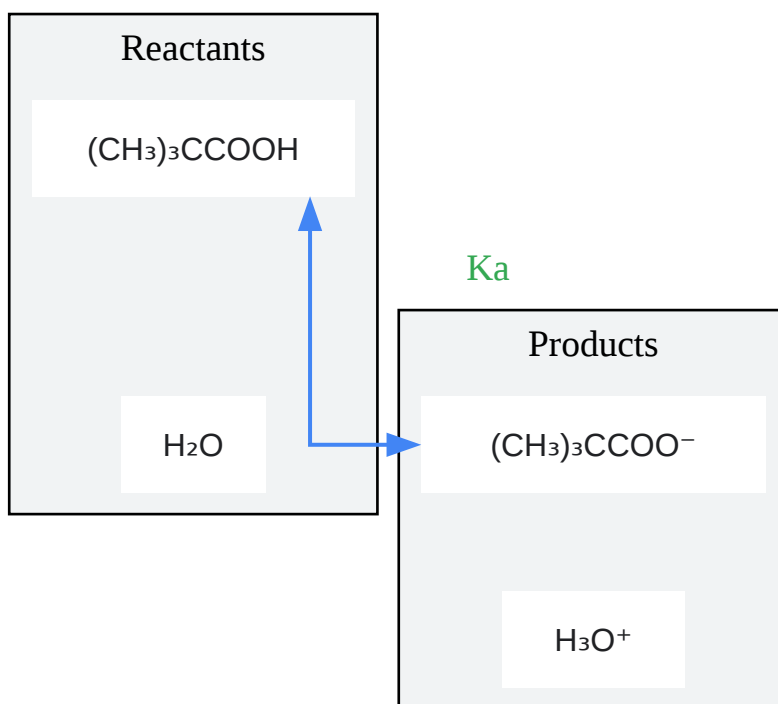 Reactants
(CH₃)₃CCOOH
H₂O
Ka
Products
(CH₃)₃CCOO⁻
H₃O⁺